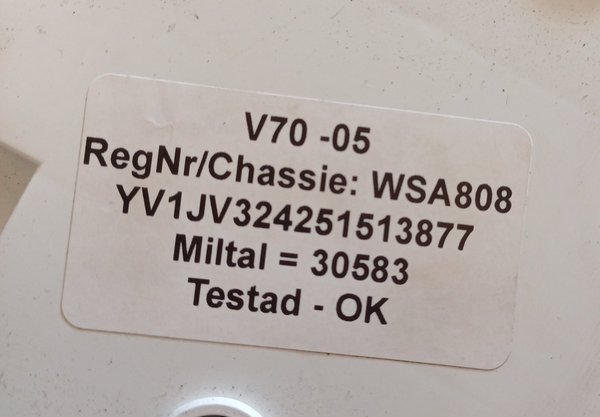 V70 -05
RegNr/Chassie: WSA808
YV1JV324251513877
Miltal = 30583
Testad - OK